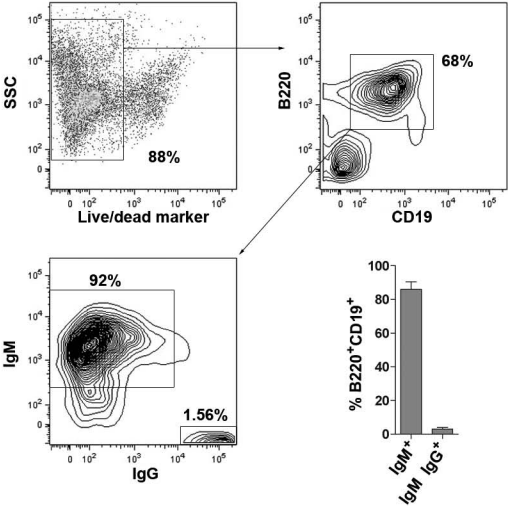 10⁵
10⁴
10³
10²
0
SSC
88%
0 10² 10³ 10⁴ 10⁵
Live/dead marker
10⁵
10⁴
10³
10²
0
B220
68%
0 10² 10³ 10⁴ 10⁵
CD19
10⁵
10⁴
10³
10²
0
IgM
92%
1.56%
0 10² 10³ 10⁴ 10⁵
IgG
100
80
60
40
20
0
% B220⁺CD19⁺
IgM⁺
IgM IgG⁺